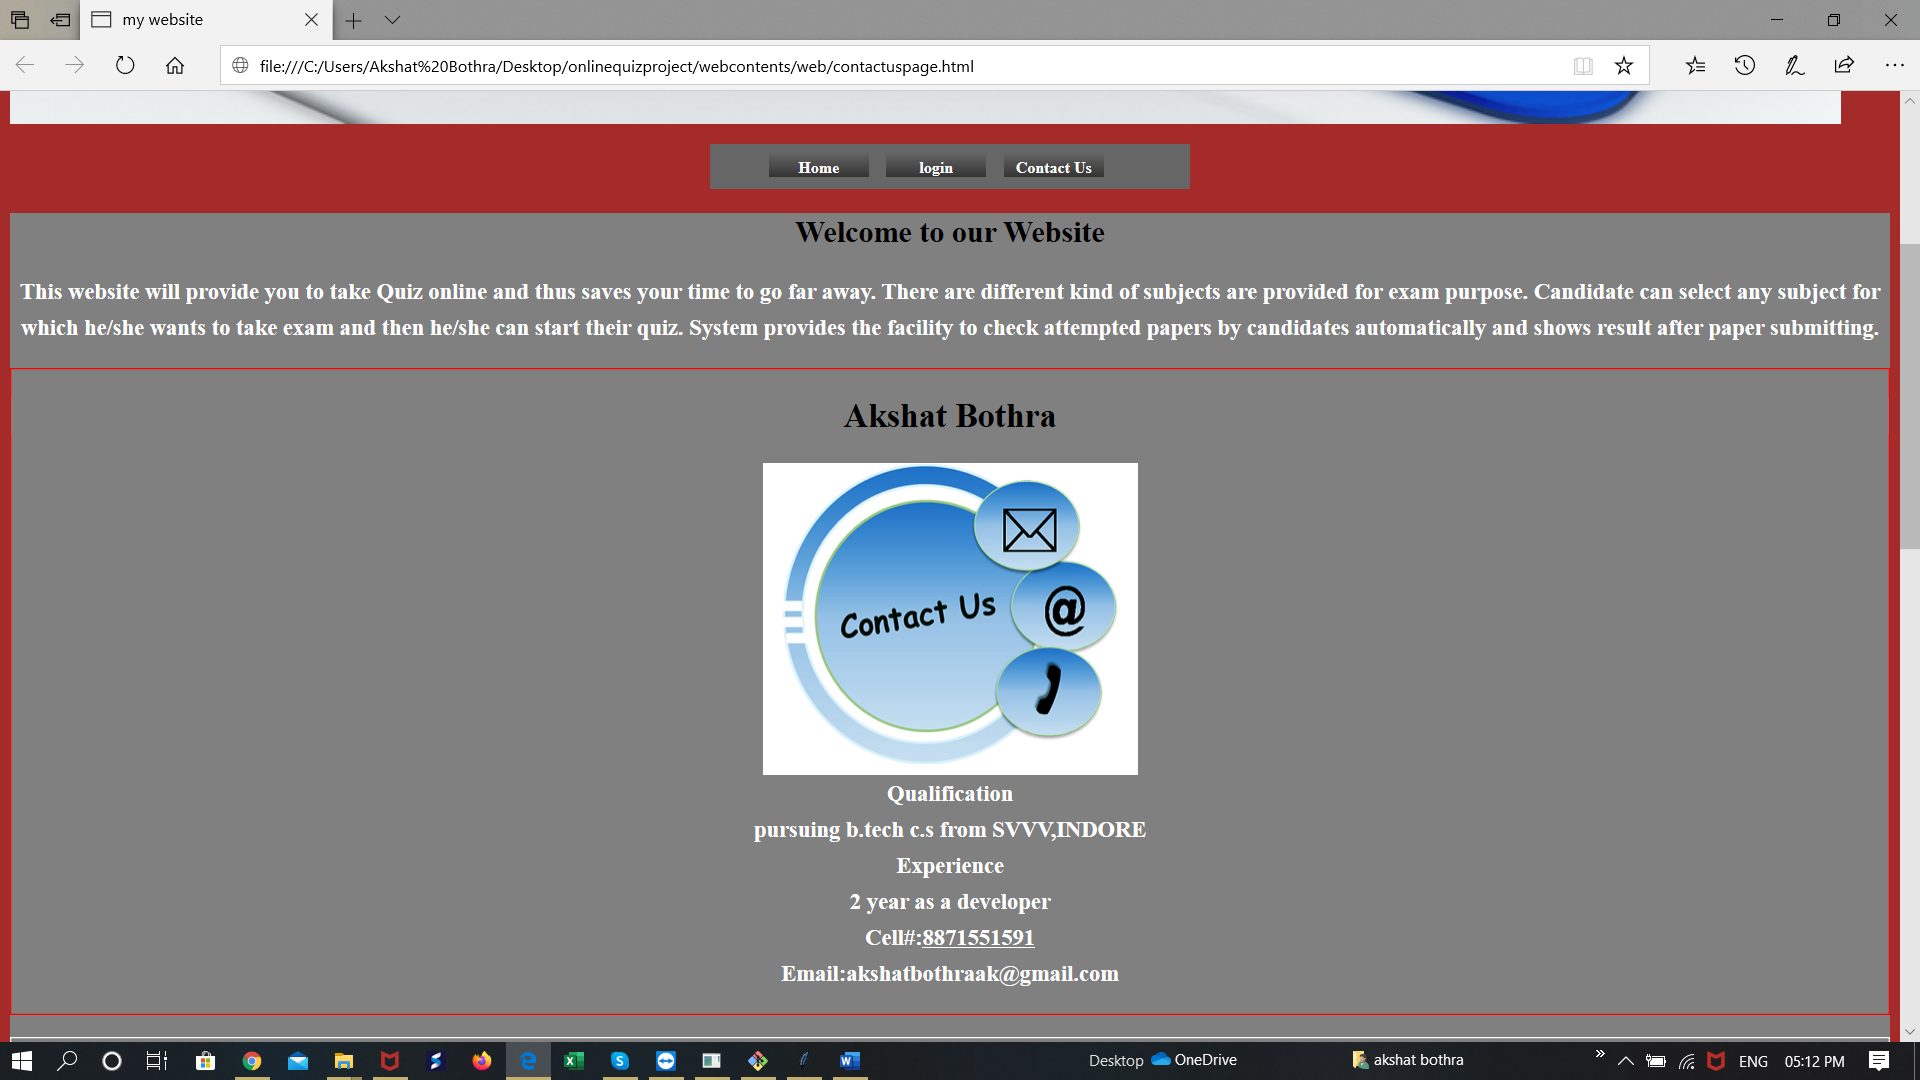 my website
file:///C:/Users/Akshat%20Bothra/Desktop/onlinequizproject/webcontents/web/contactuspage.html
Home login Contact Us
Welcome to our Website
This website will provide you to take Quiz online and thus saves your time to go far away. There are different kind of subjects are provided for exam purpose. Candidate can select any subject for
which he/she wants to take exam and then he/she can start their quiz. System provides the facility to check attempted papers by candidates automatically and shows result after paper submitting.
Akshat Bothra
Contact Us
@
Qualification
pursuing b.tech c.s from SVVV,INDORE
Experience
2 year as a developer
Cell#:8871551591
Email:akshatbothraak@gmail.com
Desktop OneDrive akshat bothra ENG 05:12 PM